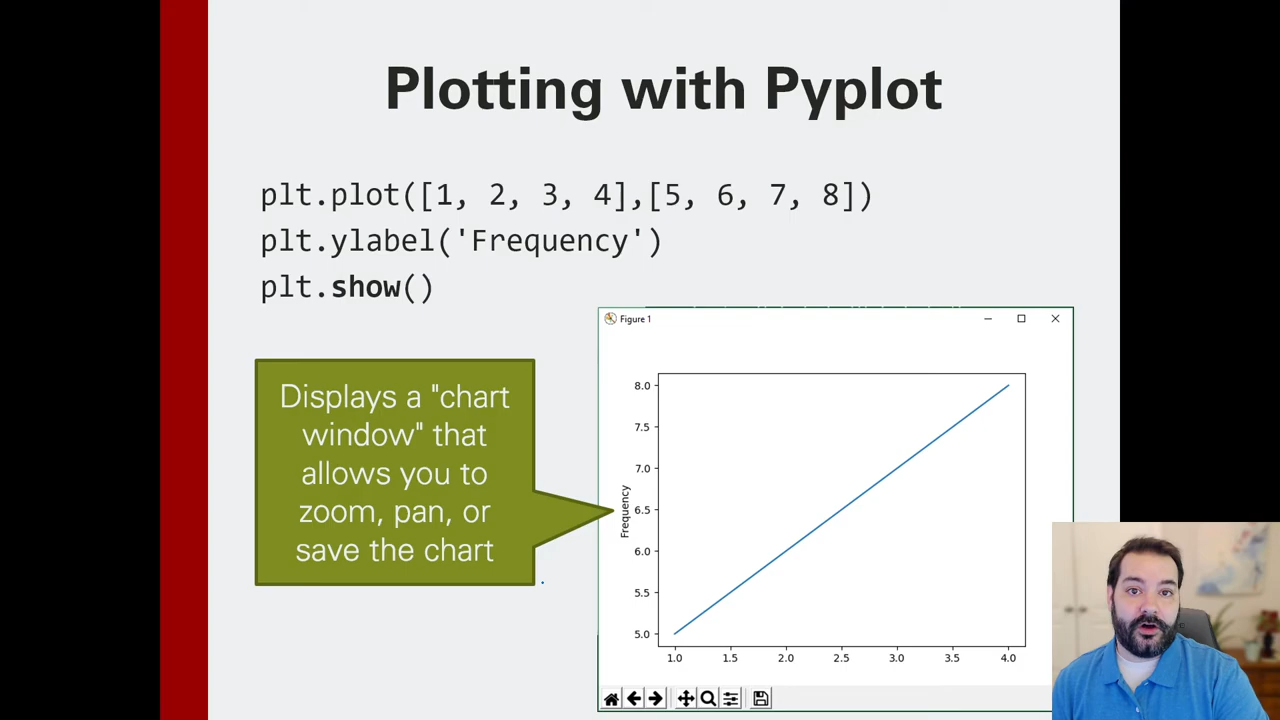 Plotting with Pyplot
plt.plot([1, 2, 3, 4],[5, 6, 7, 8])
plt.ylabel('Frequency')
plt.show()
Displays a "chart
window" that
allows you to
zoom, pan, or
save the chart
Figure 1
8.0
7.5
7.0
6.5
6.0
5.5
5.0
Frequency
1.0 1.5 2.0 2.5 3.0 3.5 4.0